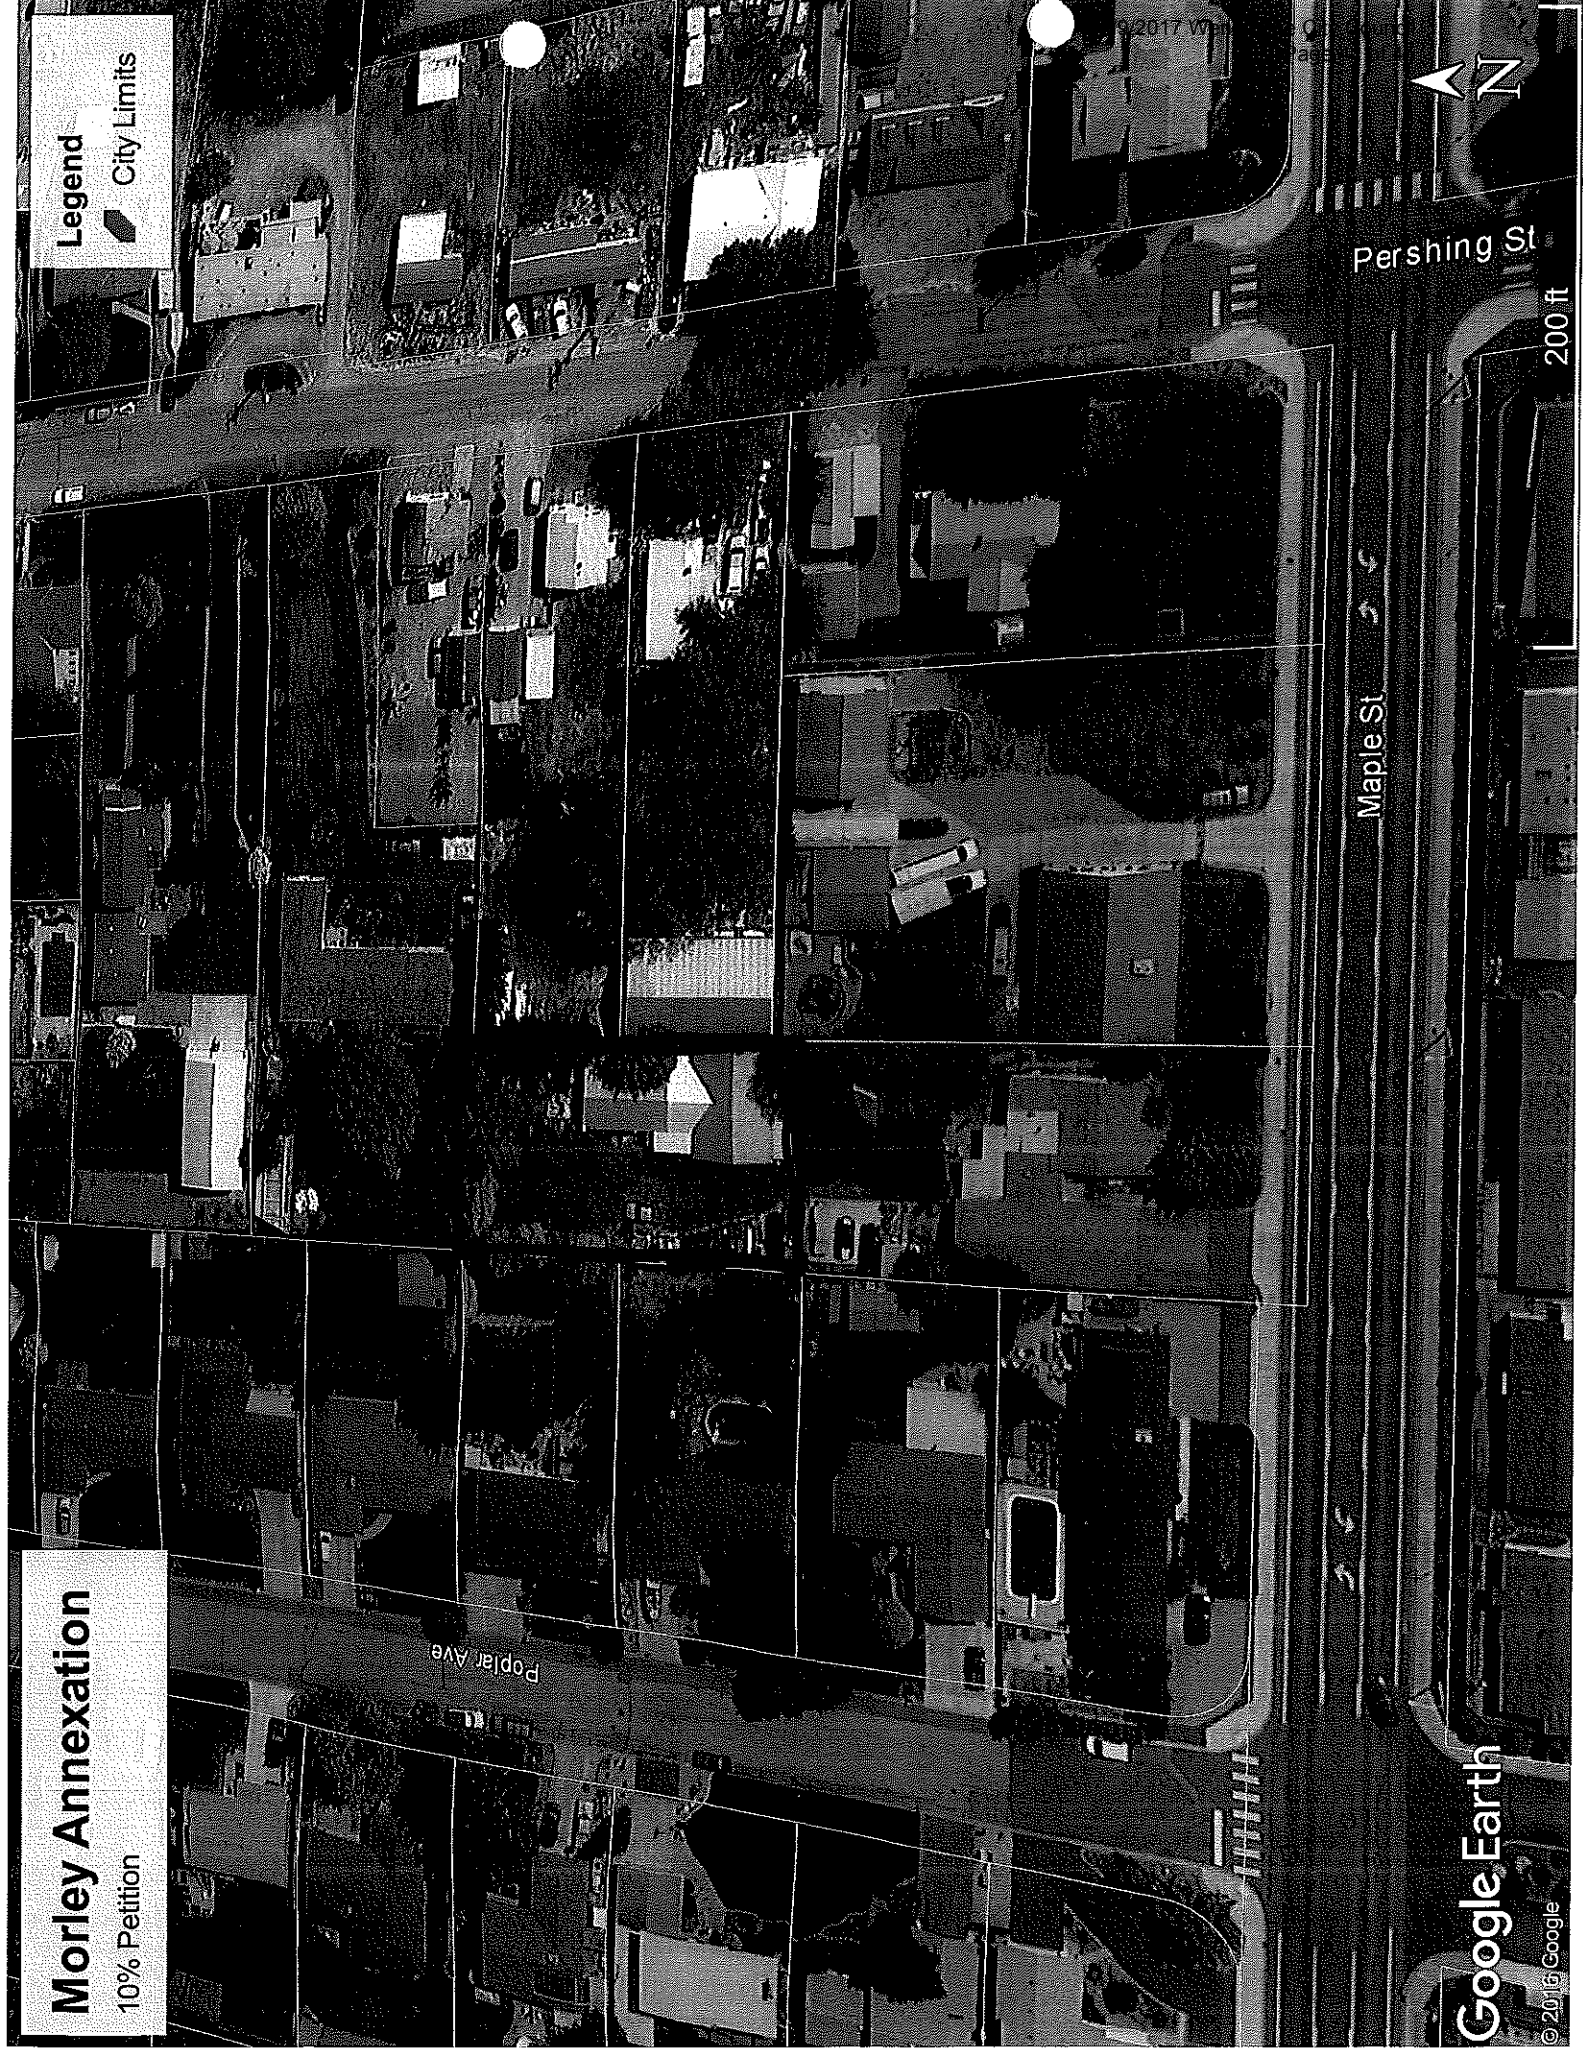 Morley Annexation
10% Petition
Legend
City Limits
Poplar Ave
Maple St
Pershing St
N
Google Earth
© 2016 Google
200 ft